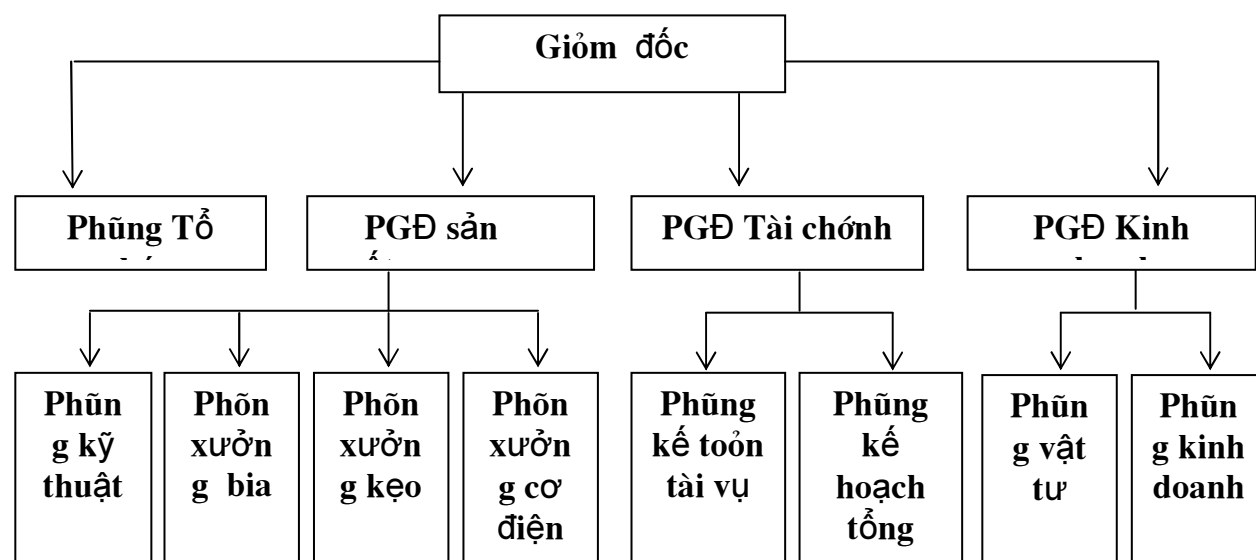 Giỏm đốc
Phũng Tổ
PGĐ sản
PGĐ Tài chớnh
PGĐ Kinh
Phũn
g kỹ
thuật
Phõn
xưởn
g bia
Phõn
xưởn
g kẹo
Phõn
xưởn
g cơ
điện
Phũng
kế toỏn
tài vụ
Phũng
kế
hoạch
tổng
Phũn
g vật
tư
Phũn
g kinh
doanh